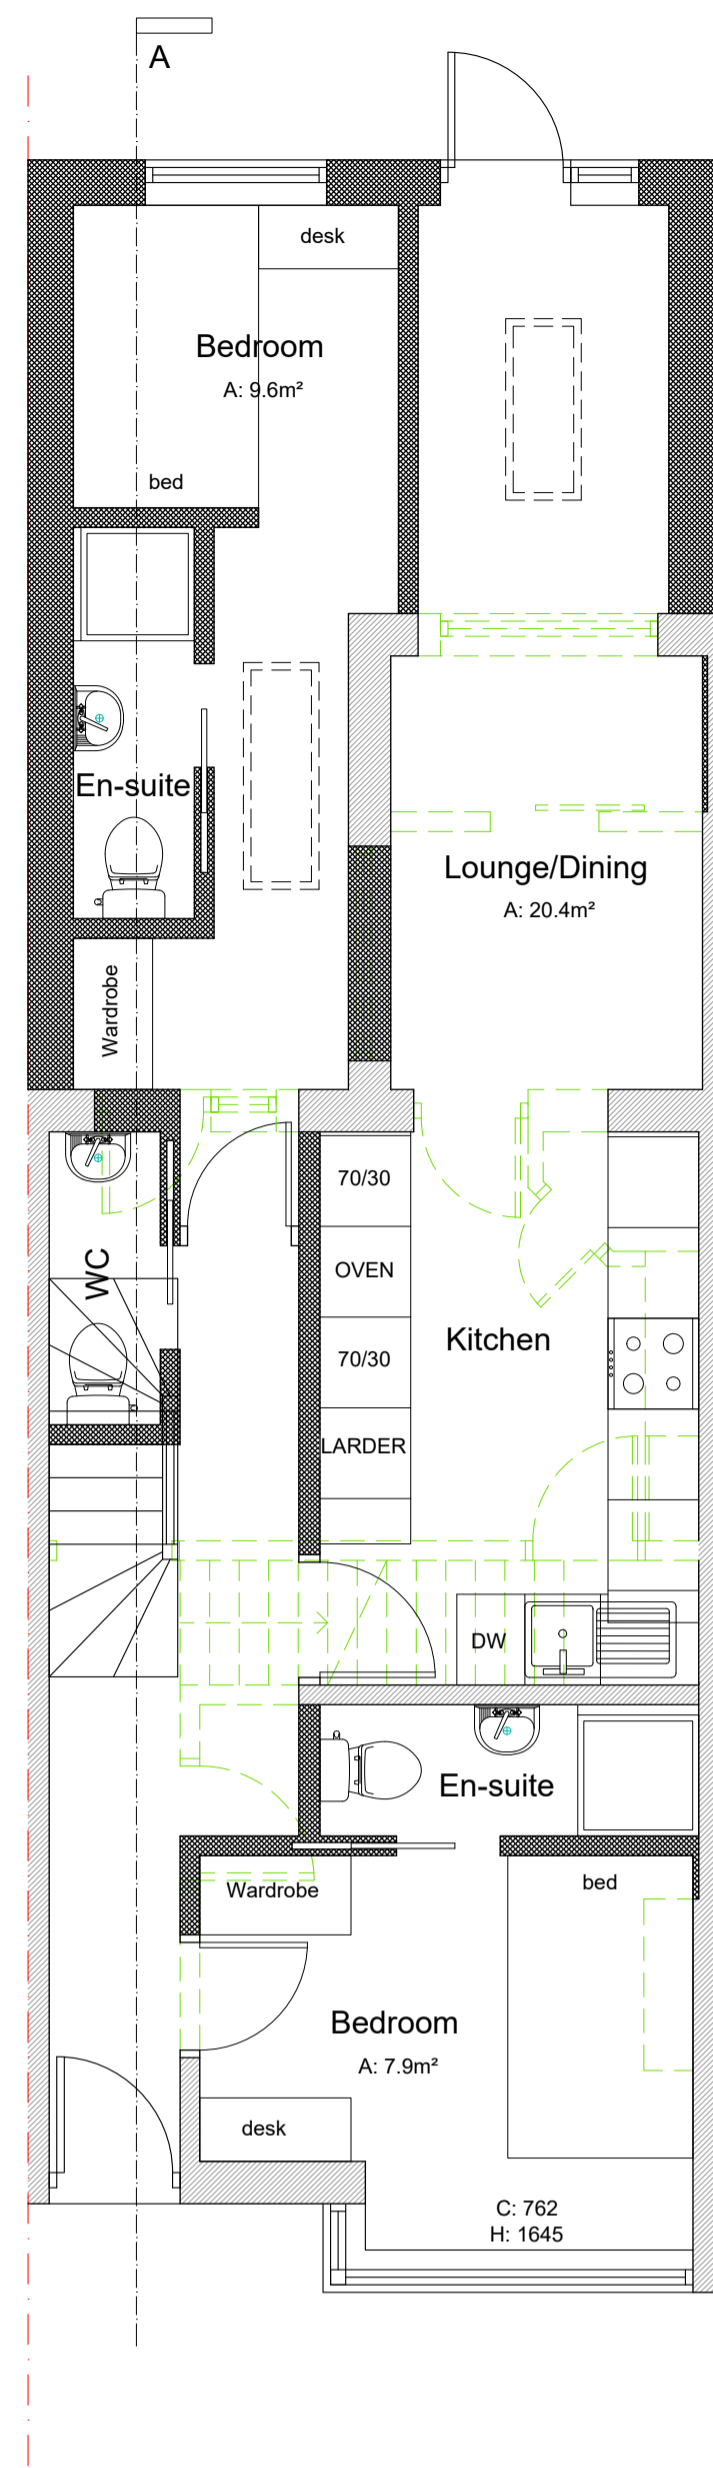 A
desk
Bedroom
A: 9.6m²
bed
En-suite
Lounge/Dining
A: 20.4m²
Wardrobe
70/30
WC
OVEN
Kitchen
70/30
LARDER
DW
En-suite
Wardrobe
bed
Bedroom
A: 7.9m²
desk
C: 762
H: 1645